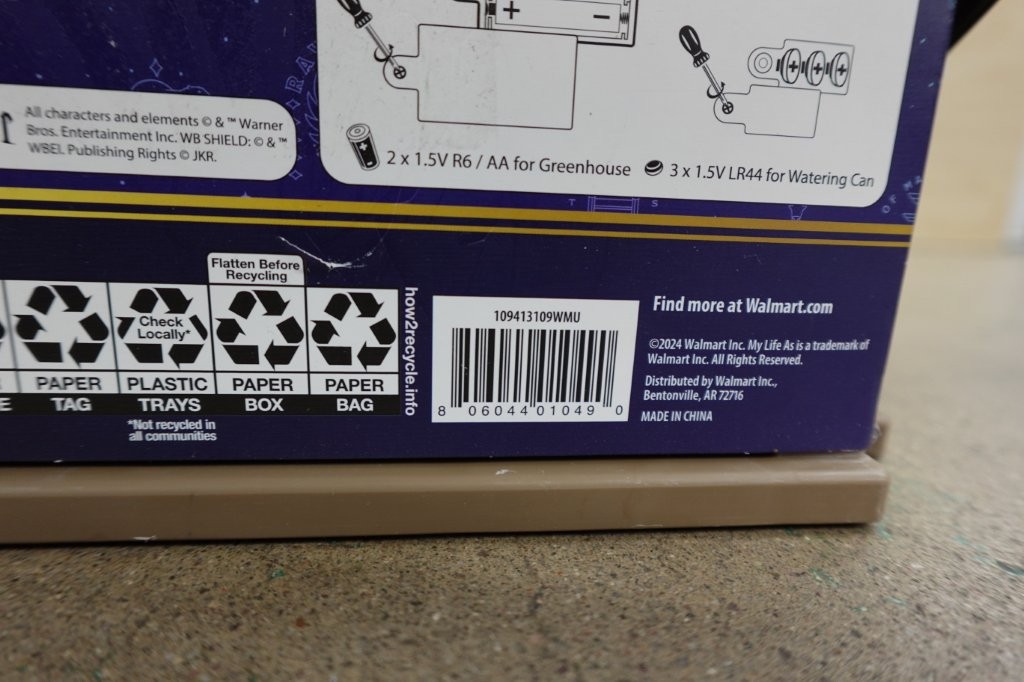 All characters and elements © & ™ Warner
Bros. Entertainment Inc. WB SHIELD: © & ™
WBEI. Publishing Rights © JKR.
+ −
2 x 1.5V R6 / AA for Greenhouse
+ + +
3 x 1.5V LR44 for Watering Can
T S
Flatten Before
Recycling
Check
Locally*
PAPER
TAG
PLASTIC
TRAYS
*Not recycled in
all communities
PAPER
BOX
PAPER
BAG
how2recycle.info
109413109WMU
8 06044 01049 0
Find more at Walmart.com
©2024 Walmart Inc. My Life As is a trademark of
Walmart Inc. All Rights Reserved.
Distributed by Walmart Inc.,
Bentonville, AR 72716
MADE IN CHINA